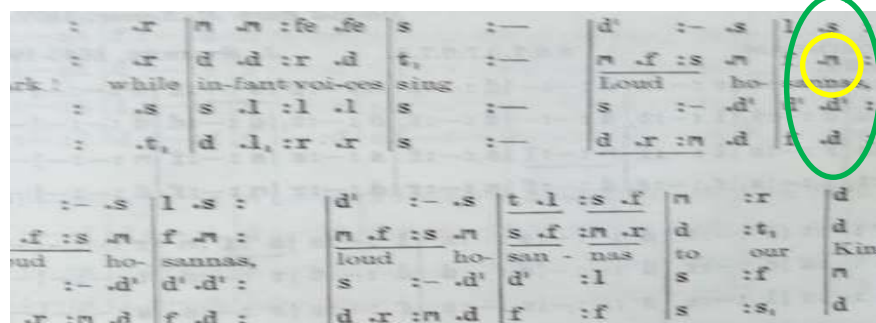 : .r |m .m :fe .fe |s :— |d' :– .s |l .s :
: .r |d .d :r .d |t, :— |m .f :s .m |f .m :
while in-fant voi-ces sing Loud ho- sannas,
: .s |s .l :l .l |s :— |s :– .d' |d' .d' :
: .t, |d .l, :r .r |s :— |d .r :m .d |f .d :
:– .s |l .s : |d' :– .s |t .l :s .f |m :r |d
.f :s .m |f .m : |m .f :s .m |s .f :m .r |d :t, |d
ho- sannas, loud ho- san - nas to our
:– .d' |d' .d' : |s :– .d' |d' :l |s :f |m
.r :m .d |f .d : |d .r :m .d |f :f |s :s, |d